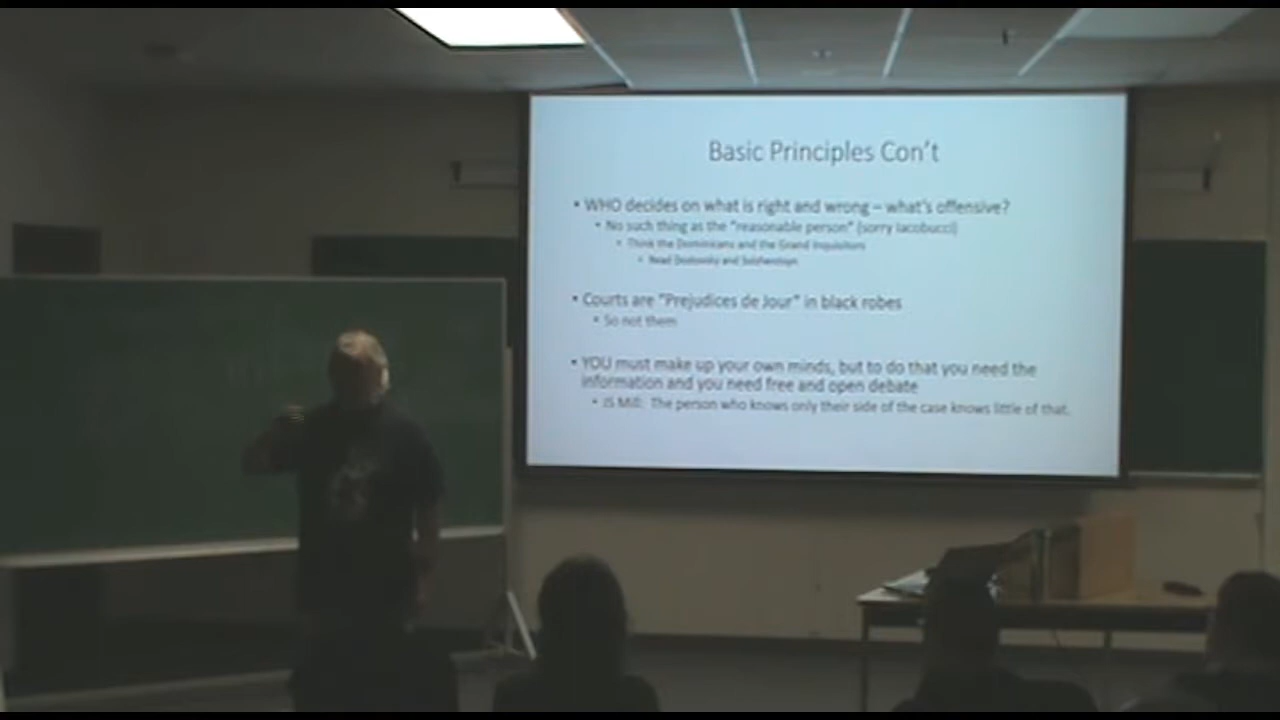 Basic Principles Con't
• WHO decides on what is right and wrong – what's offensive?
• No such thing as the "reasonable person" (sorry Iacobucci)
• Think the Dominicans and the Grand Inquisitors
• Read and
• Courts are "Prejudices de Jour" in black robes
• So not them
• YOU must make up your own minds, but to do that you need the
information and you need free and open debate
• JS Mill: The person who knows only their side of the case knows little of that.